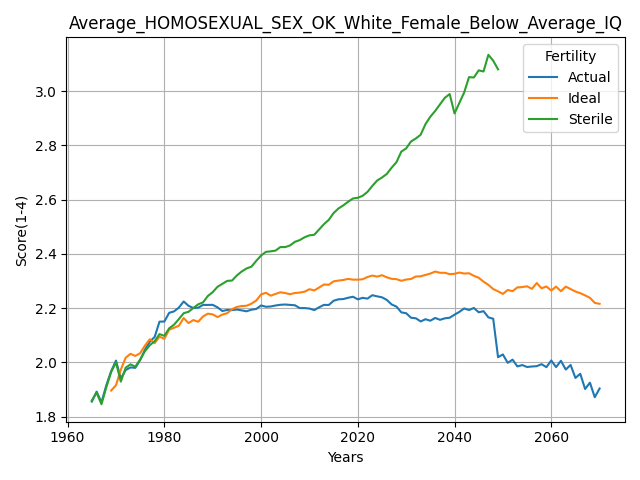 Average_HOMOSEXUAL_SEX_OK_White_Female_Below_Average_IQ
Fertility
Actual
Ideal
Sterile
Score(1-4)
3.0
2.8
2.6
2.4
2.2
2.0
1.8
1960 1980 2000 2020 2040 2060
Years